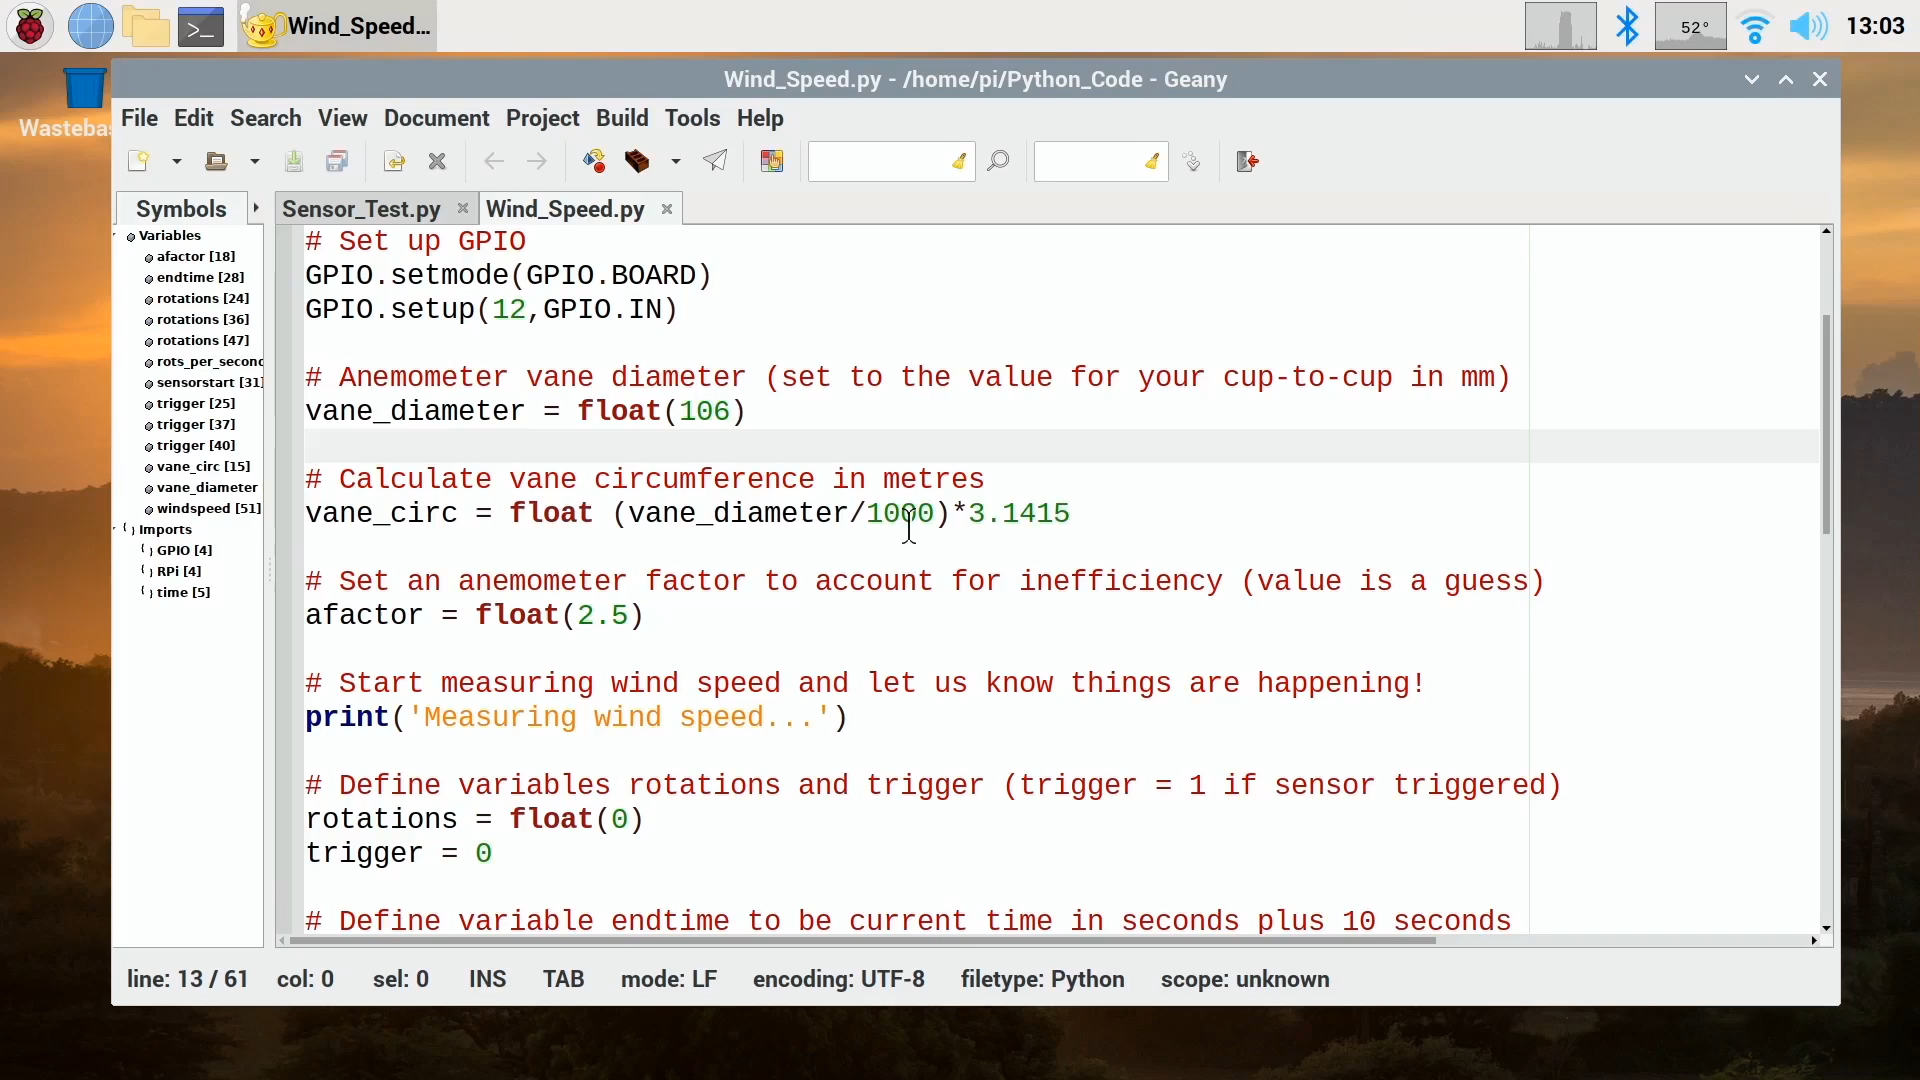 Wind_Speed...
52°
13:03
Wastebas
Wind_Speed.py - /home/pi/Python_Code - Geany
File Edit Search View Document Project Build Tools Help
Symbols
Sensor_Test.py
Wind_Speed.py
Variables
afactor [18]
endtime [28]
rotations [24]
rotations [36]
rotations [47]
rots_per_second
sensorstart [31]
trigger [25]
trigger [37]
trigger [40]
vane_circ [15]
vane_diameter
windspeed [51]
Imports
GPIO [4]
RPi [4]
time [5]
# Set up GPIO
GPIO.setmode(GPIO.BOARD)
GPIO.setup(12,GPIO.IN)
# Anemometer vane diameter (set to the value for your cup-to-cup in mm)
vane_diameter = float(106)
# Calculate vane circumference in metres
vane_circ = float (vane_diameter/1000)*3.1415
# Set an anemometer factor to account for inefficiency (value is a guess)
afactor = float(2.5)
# Start measuring wind speed and let us know things are happening!
print('Measuring wind speed...')
# Define variables rotations and trigger (trigger = 1 if sensor triggered)
rotations = float(0)
trigger = 0
# Define variable endtime to be current time in seconds plus 10 seconds
line: 13 / 61 col: 0 sel: 0 INS TAB mode: LF encoding: UTF-8 filetype: Python scope: unknown